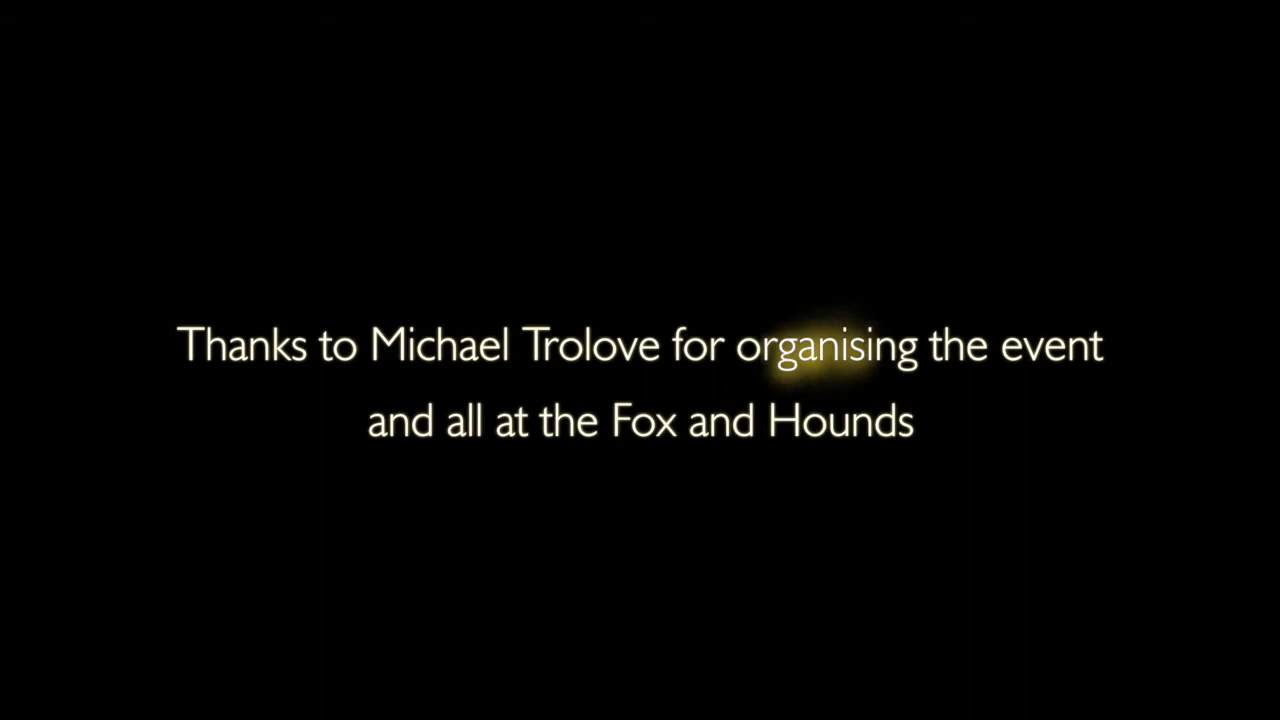 Thanks to Michael Trolove for organising the event
and all at the Fox and Hounds